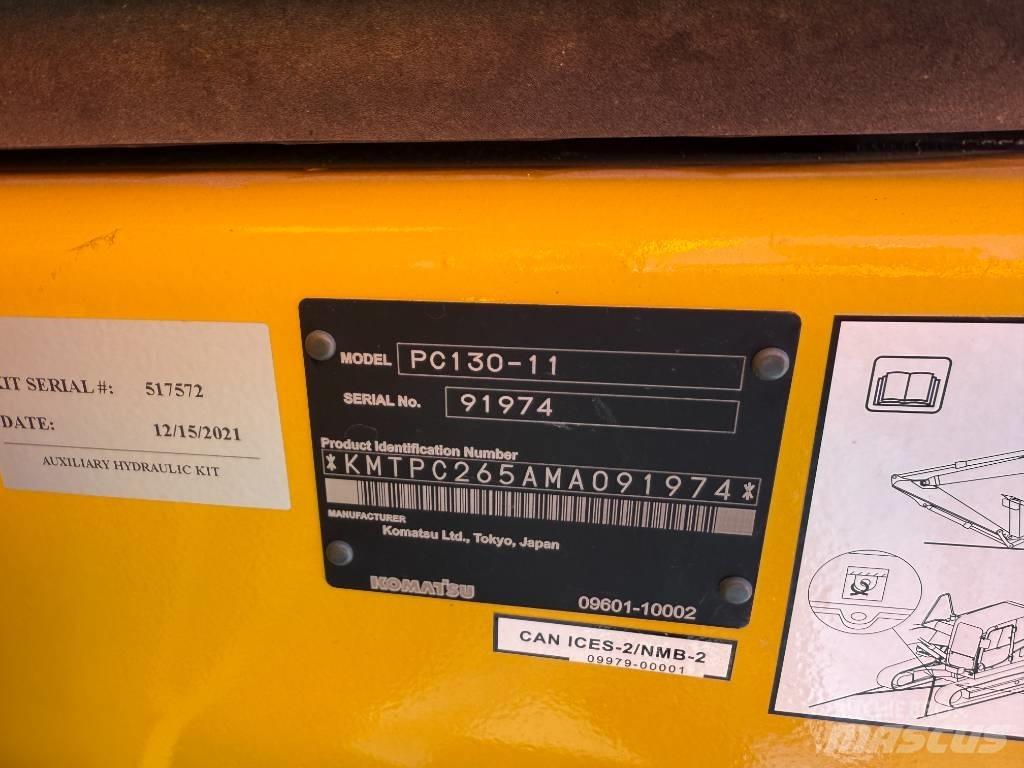 KIT SERIAL #: 517572
DATE: 12/15/2021
AUXILIARY HYDRAULIC KIT
MODEL PC130-11
SERIAL No. 91974
Product Identification Number
*KMTPC265AMA091974*
MANUFACTURER
Komatsu Ltd., Tokyo, Japan
KOMATSU
09601-10002
CAN ICES-2/NMB-2
09979-00001
MASCUS